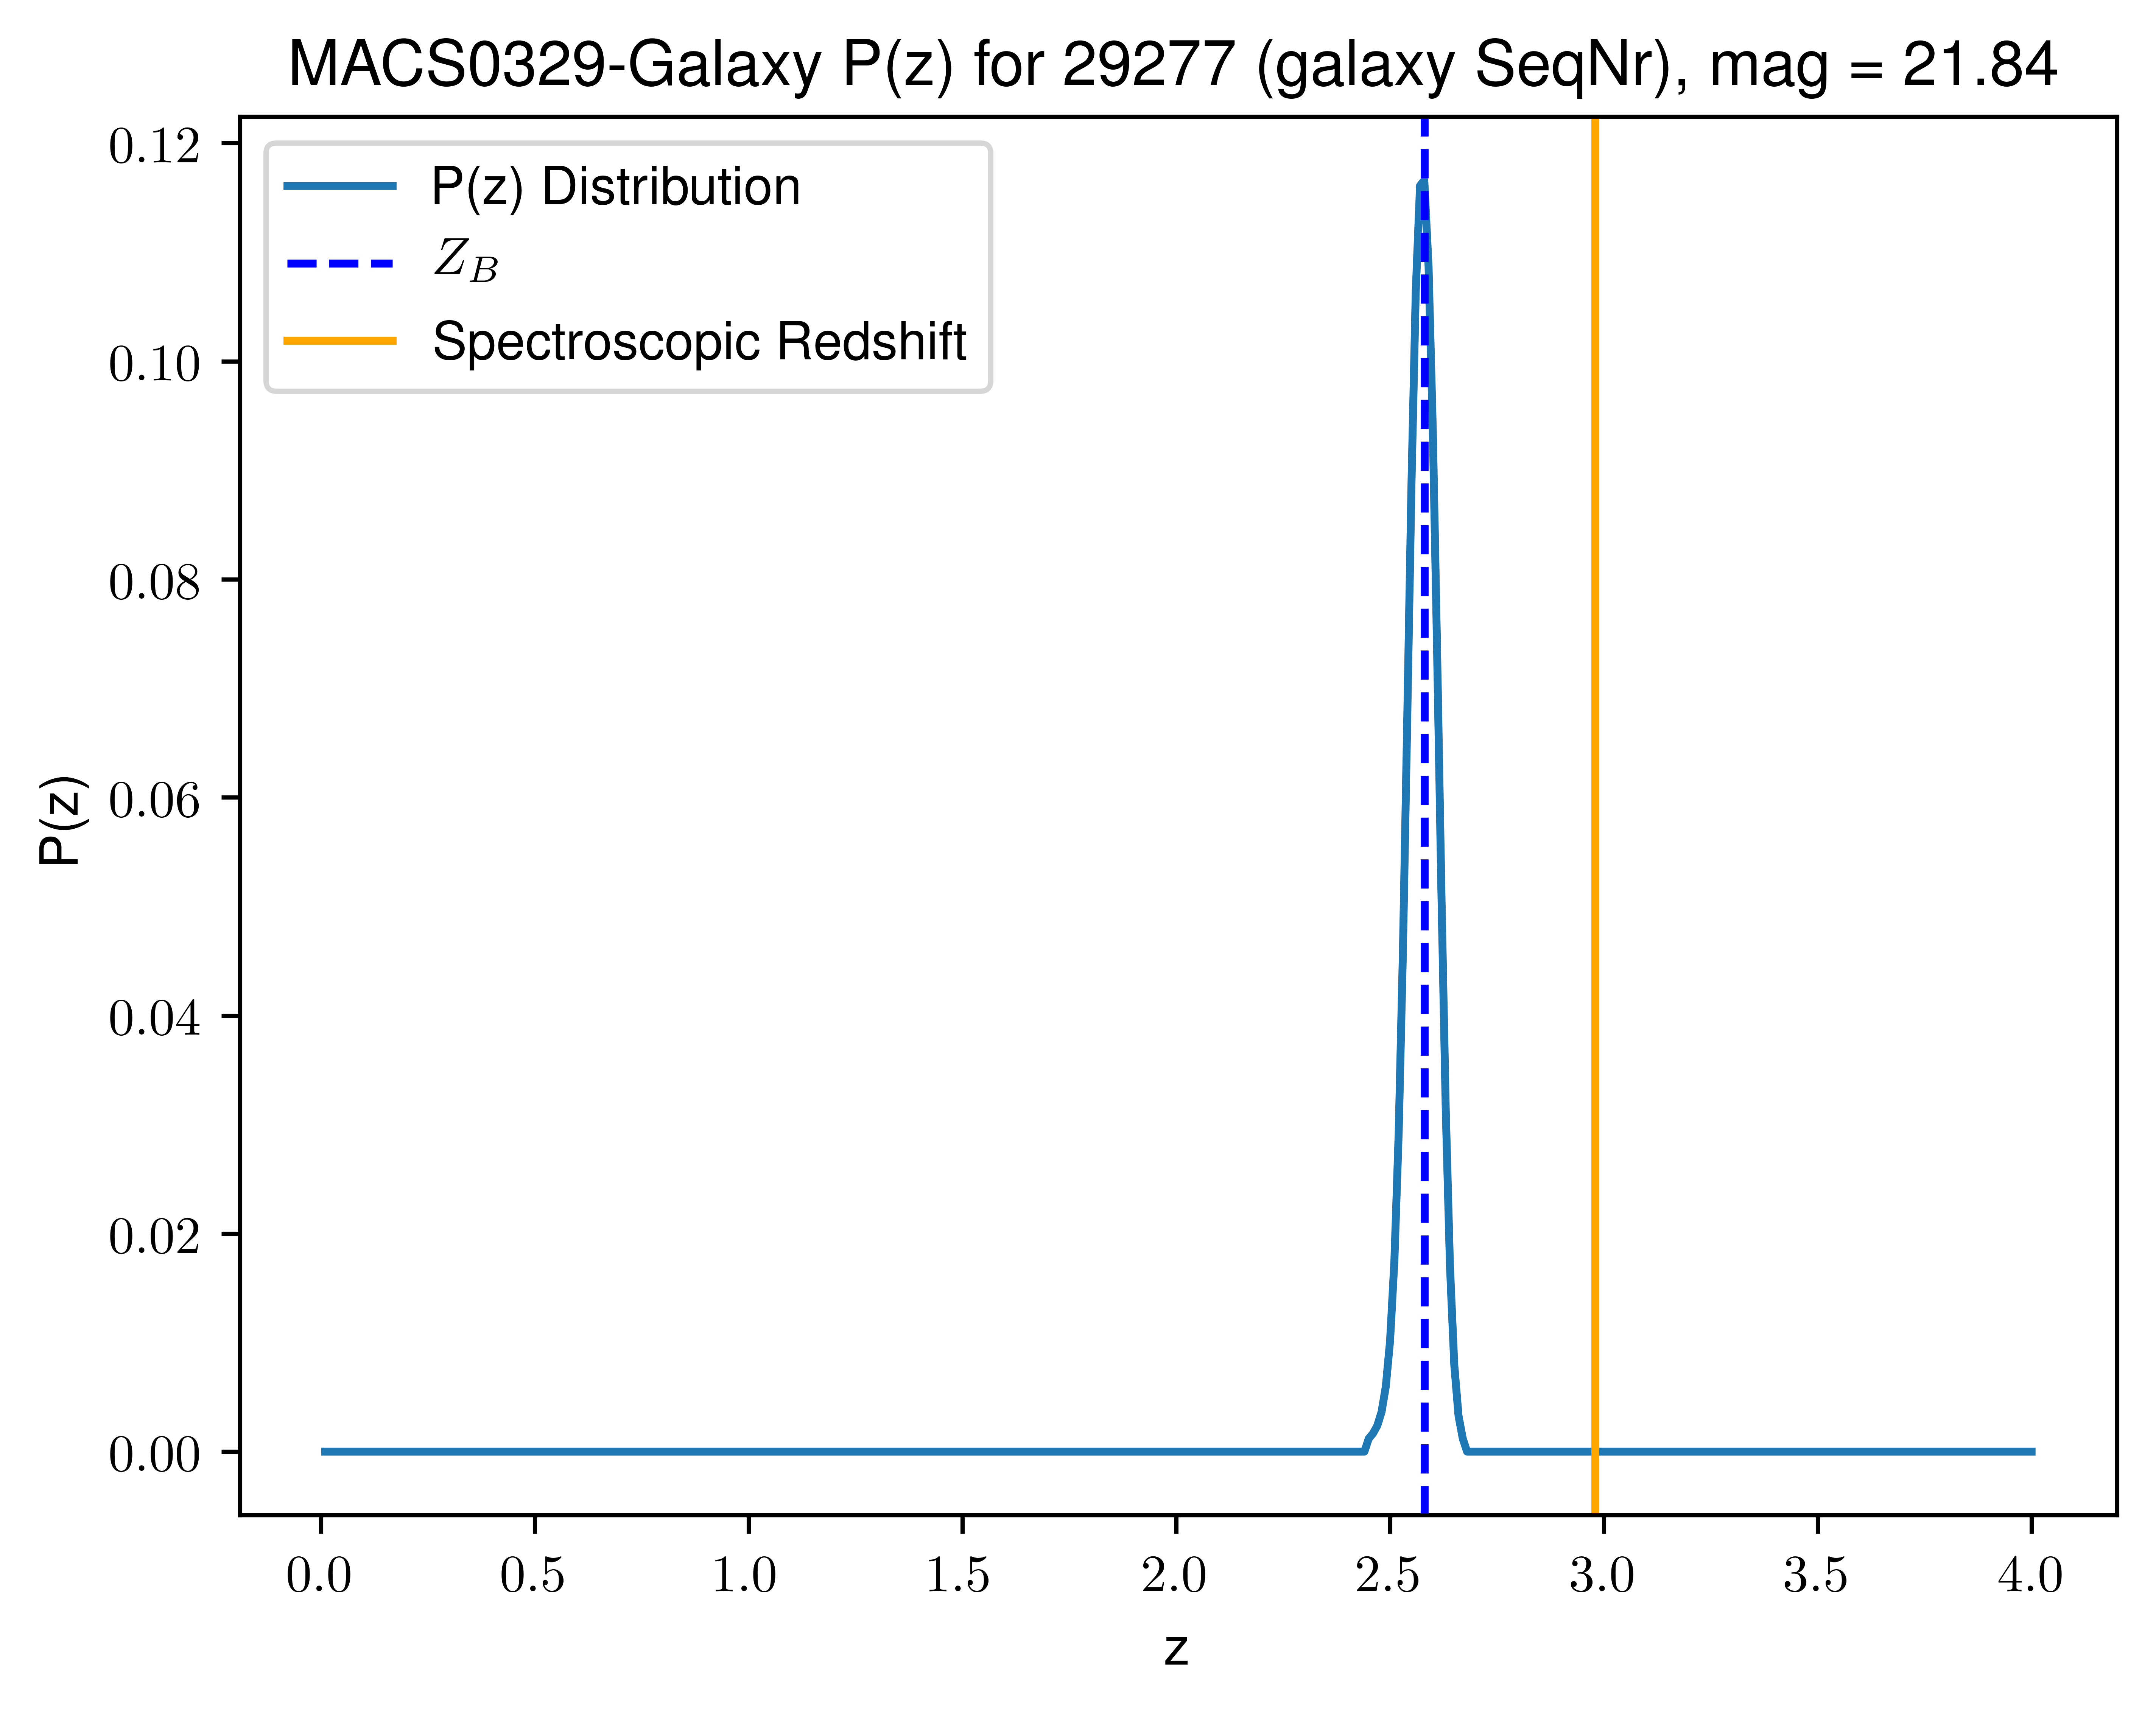 MACS0329-Galaxy P(z) for 29277 (galaxy SeqNr), mag = 21.84
P(z) Distribution
Z_B
Spectroscopic Redshift
0.12
0.10
0.08
0.06
0.04
0.02
0.00
P(z)
0.0 0.5 1.0 1.5 2.0 2.5 3.0 3.5 4.0
z